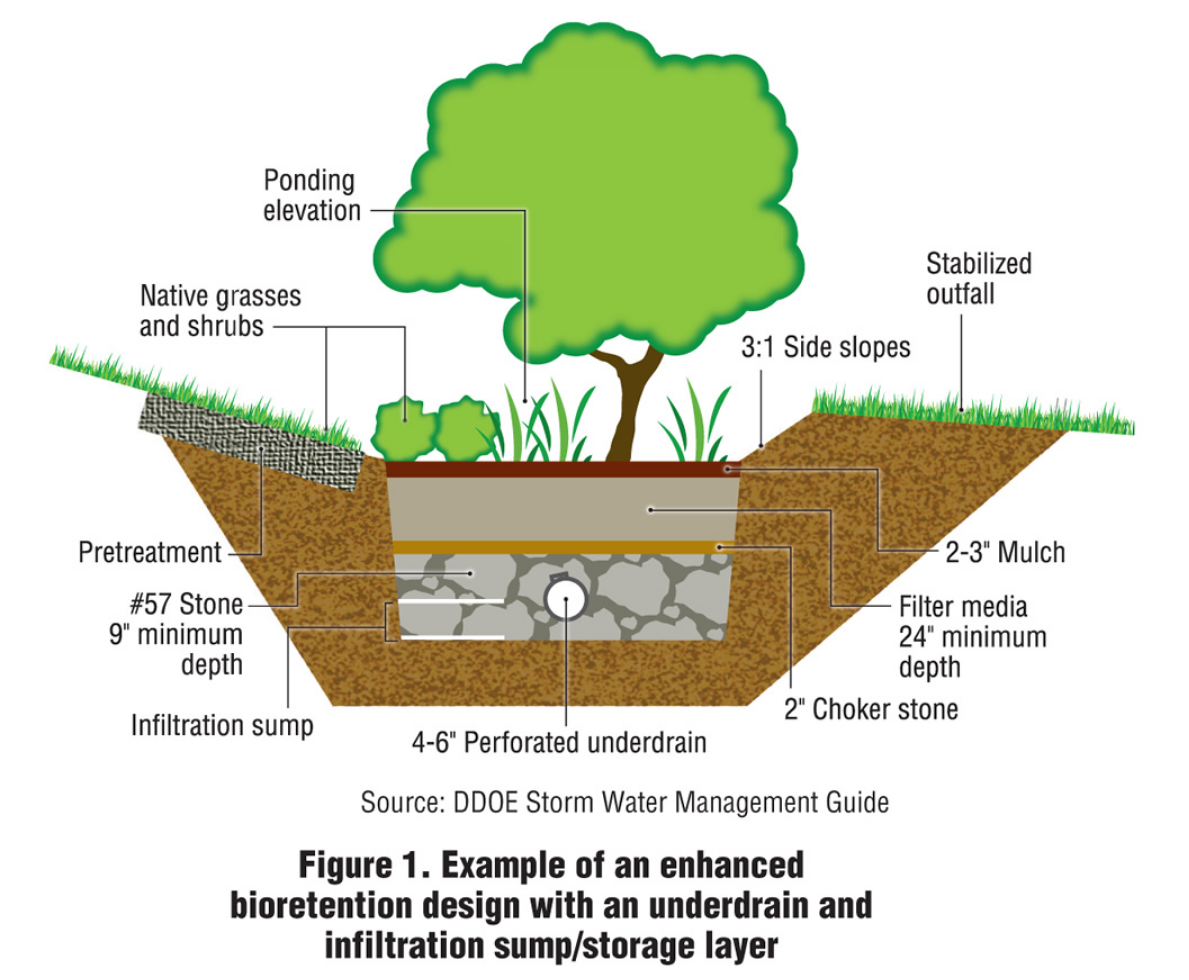 Ponding
elevation
Native grasses
and shrubs
Stabilized
outfall
3:1 Side slopes
Pretreatment
2-3" Mulch
#57 Stone
9" minimum
depth
Filter media
24" minimum
depth
Infiltration sump
2" Choker stone
4-6" Perforated underdrain
Source: DDOE Storm Water Management Guide
Figure 1. Example of an enhanced
bioretention design with an underdrain and
infiltration sump/storage layer